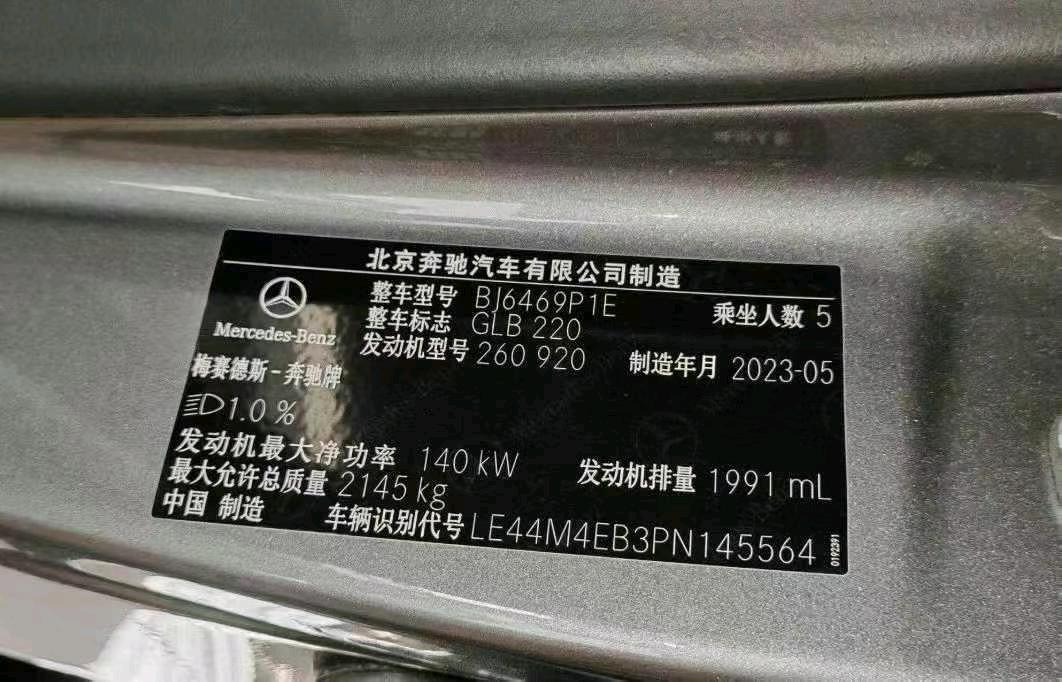 北京奔驰汽车有限公司制造
Mercedes-Benz
整车型号 BJ6469P1E 乘坐人数 5
整车标志 GLB 220
发动机型号 260 920 制造年月 2023-05
梅赛德斯-奔驰牌
1.0 %
发动机最大净功率 140 kW 发动机排量 1991 mL
最大允许总质量 2145 kg
中国 制造 车辆识别代号 LE44M4EB3PN145564
0192391